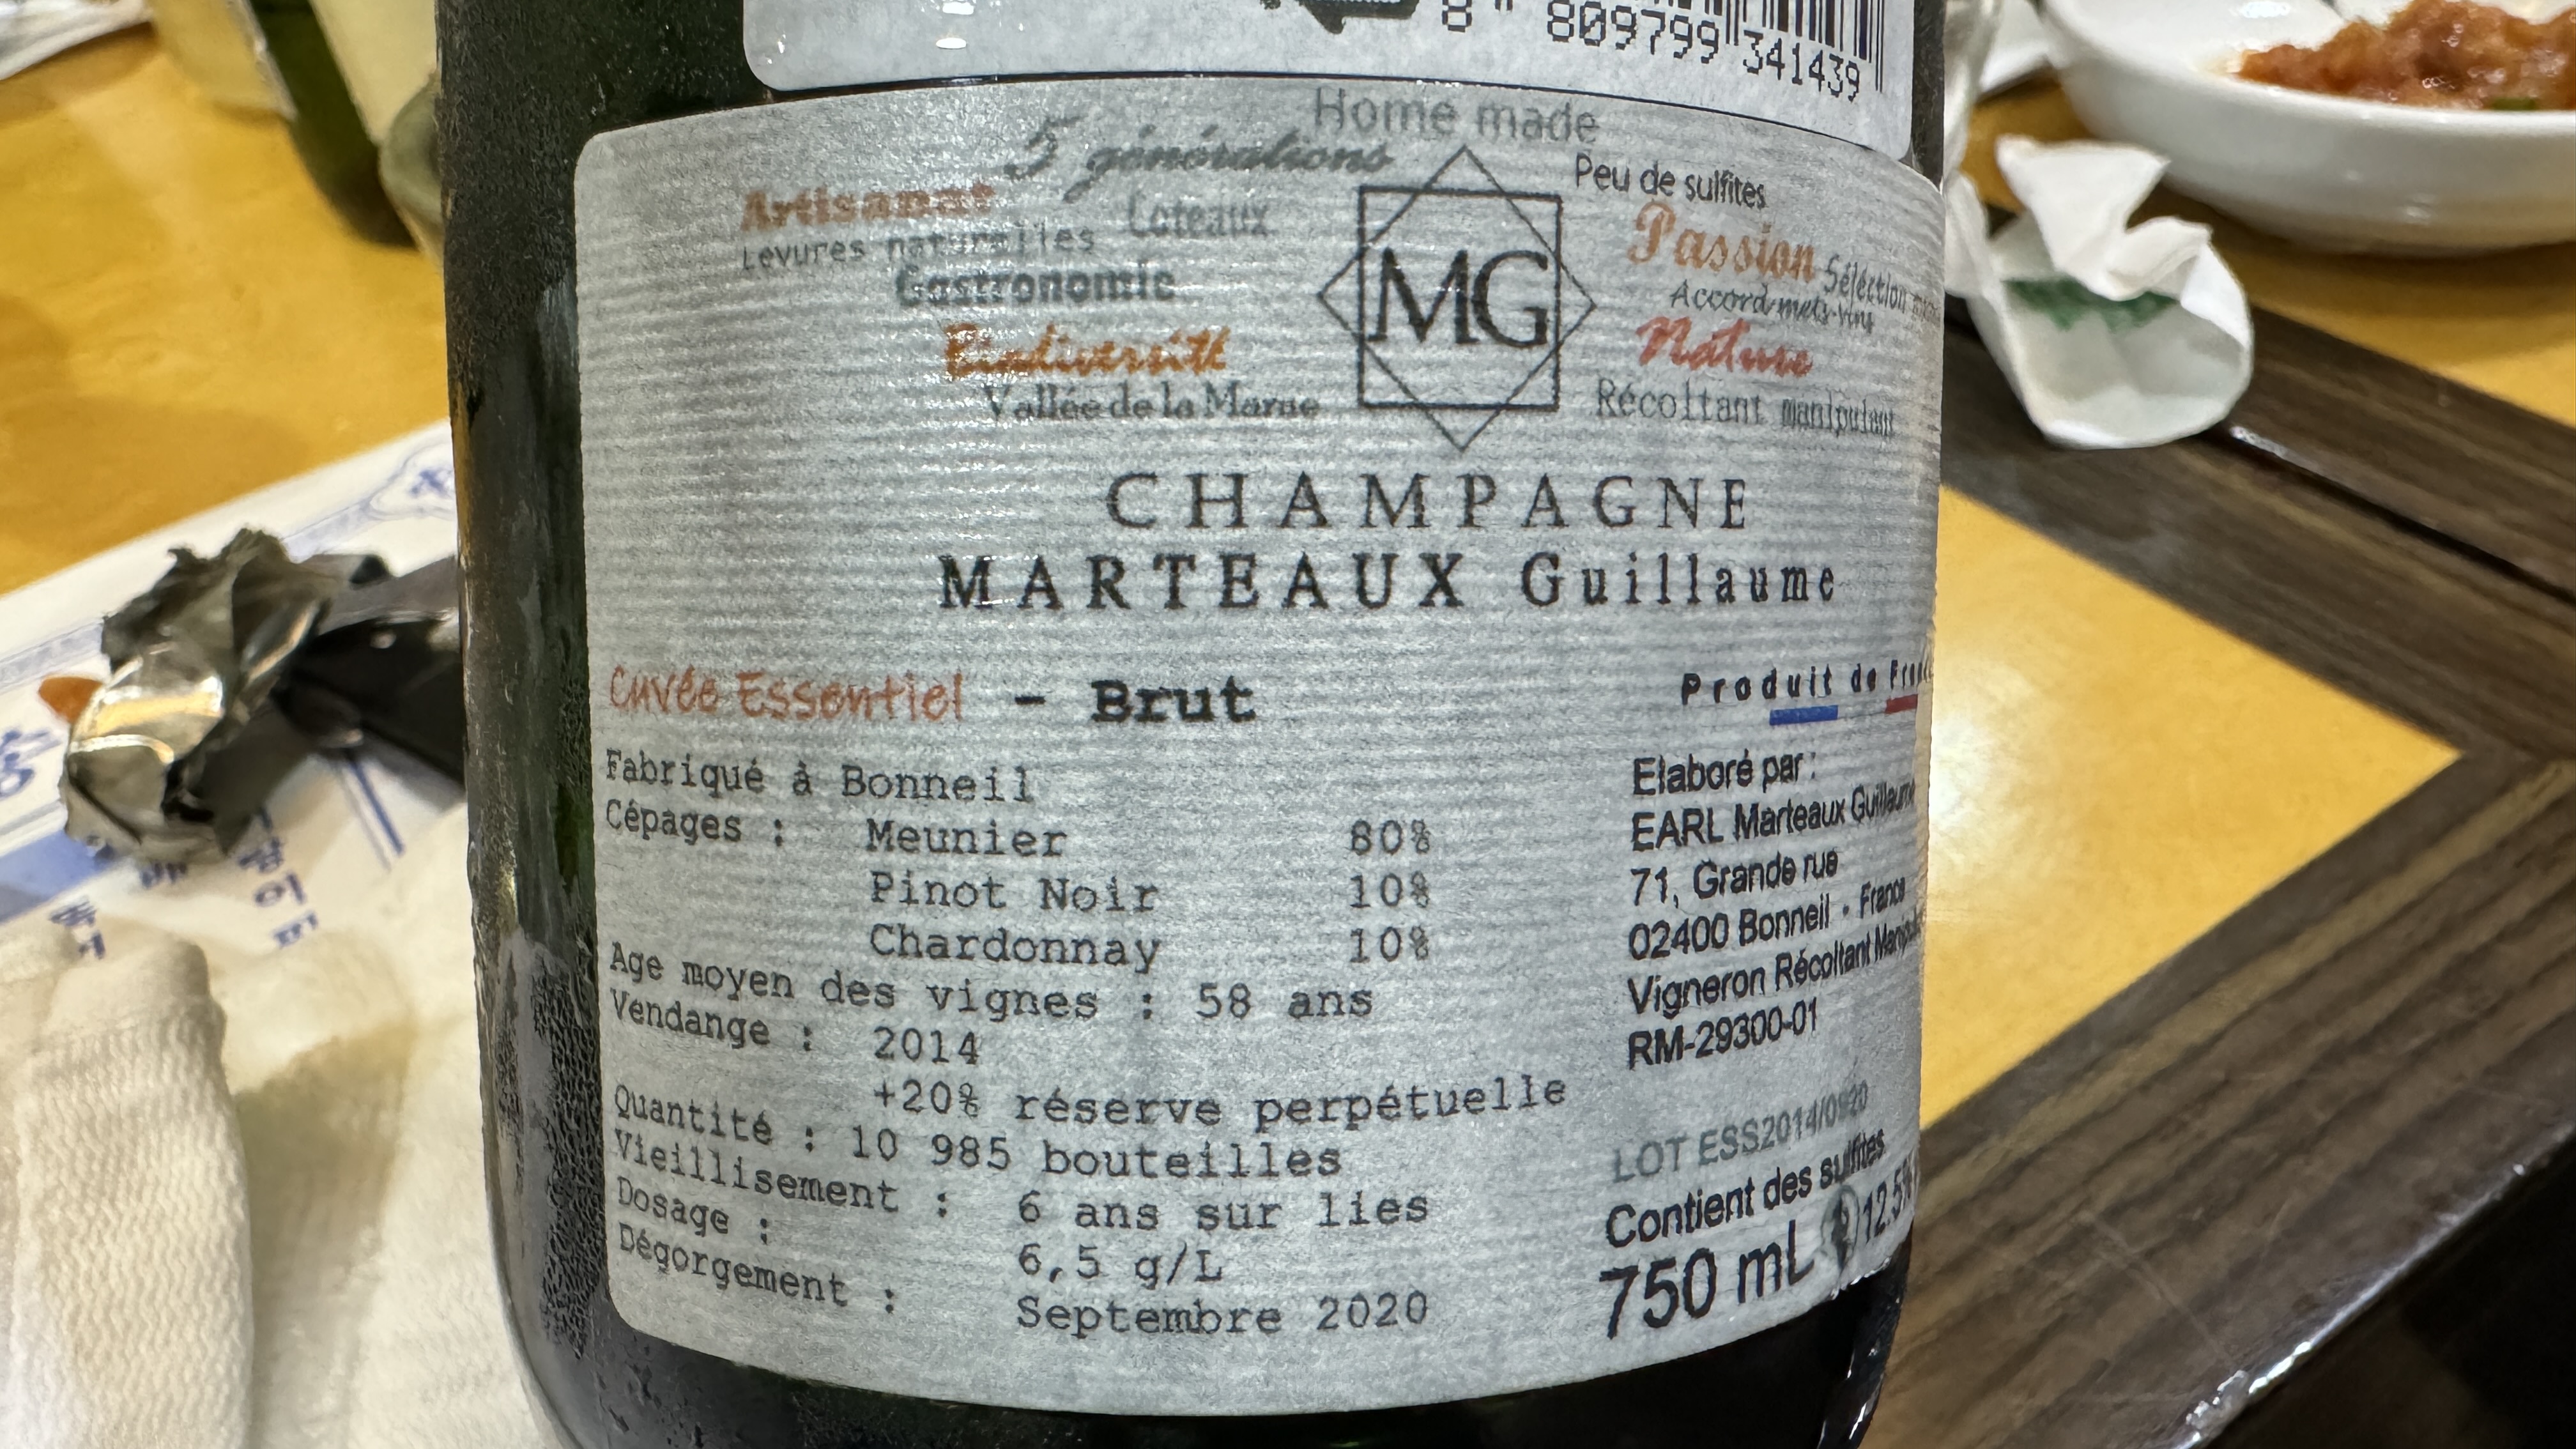 8 809799 341439
Home made
5 générations
Peu de sulfites
Artisanat
Coteaux
Levures naturelles
Passion
Séléction
Gastronomie
Accord mets-vins
Biodiversité
Nature
Vallée de la Marne
Récoltant manipulant
MG
CHAMPAGNE
MARTEAUX Guillaume
Cuvée Essentiel - Brut
Produit de France
Fabriqué à Bonneil
Cépages : Meunier 80%
Pinot Noir 10%
Chardonnay 10%
Age moyen des vignes : 58 ans
Vendange : 2014
+20% réserve perpétuelle
Quantité : 10 985 bouteilles
Vieillisement : 6 ans sur lies
Dosage : 6,5 g/L
Dégorgement : Septembre 2020
Elaboré par :
EARL Marteaux Guillaume
71, Grande rue
02400 Bonneil - France
Vigneron Récoltant
RM-29300-01
LOT ESS2014/0920
Contient des sulfites
750 mL 12.5%